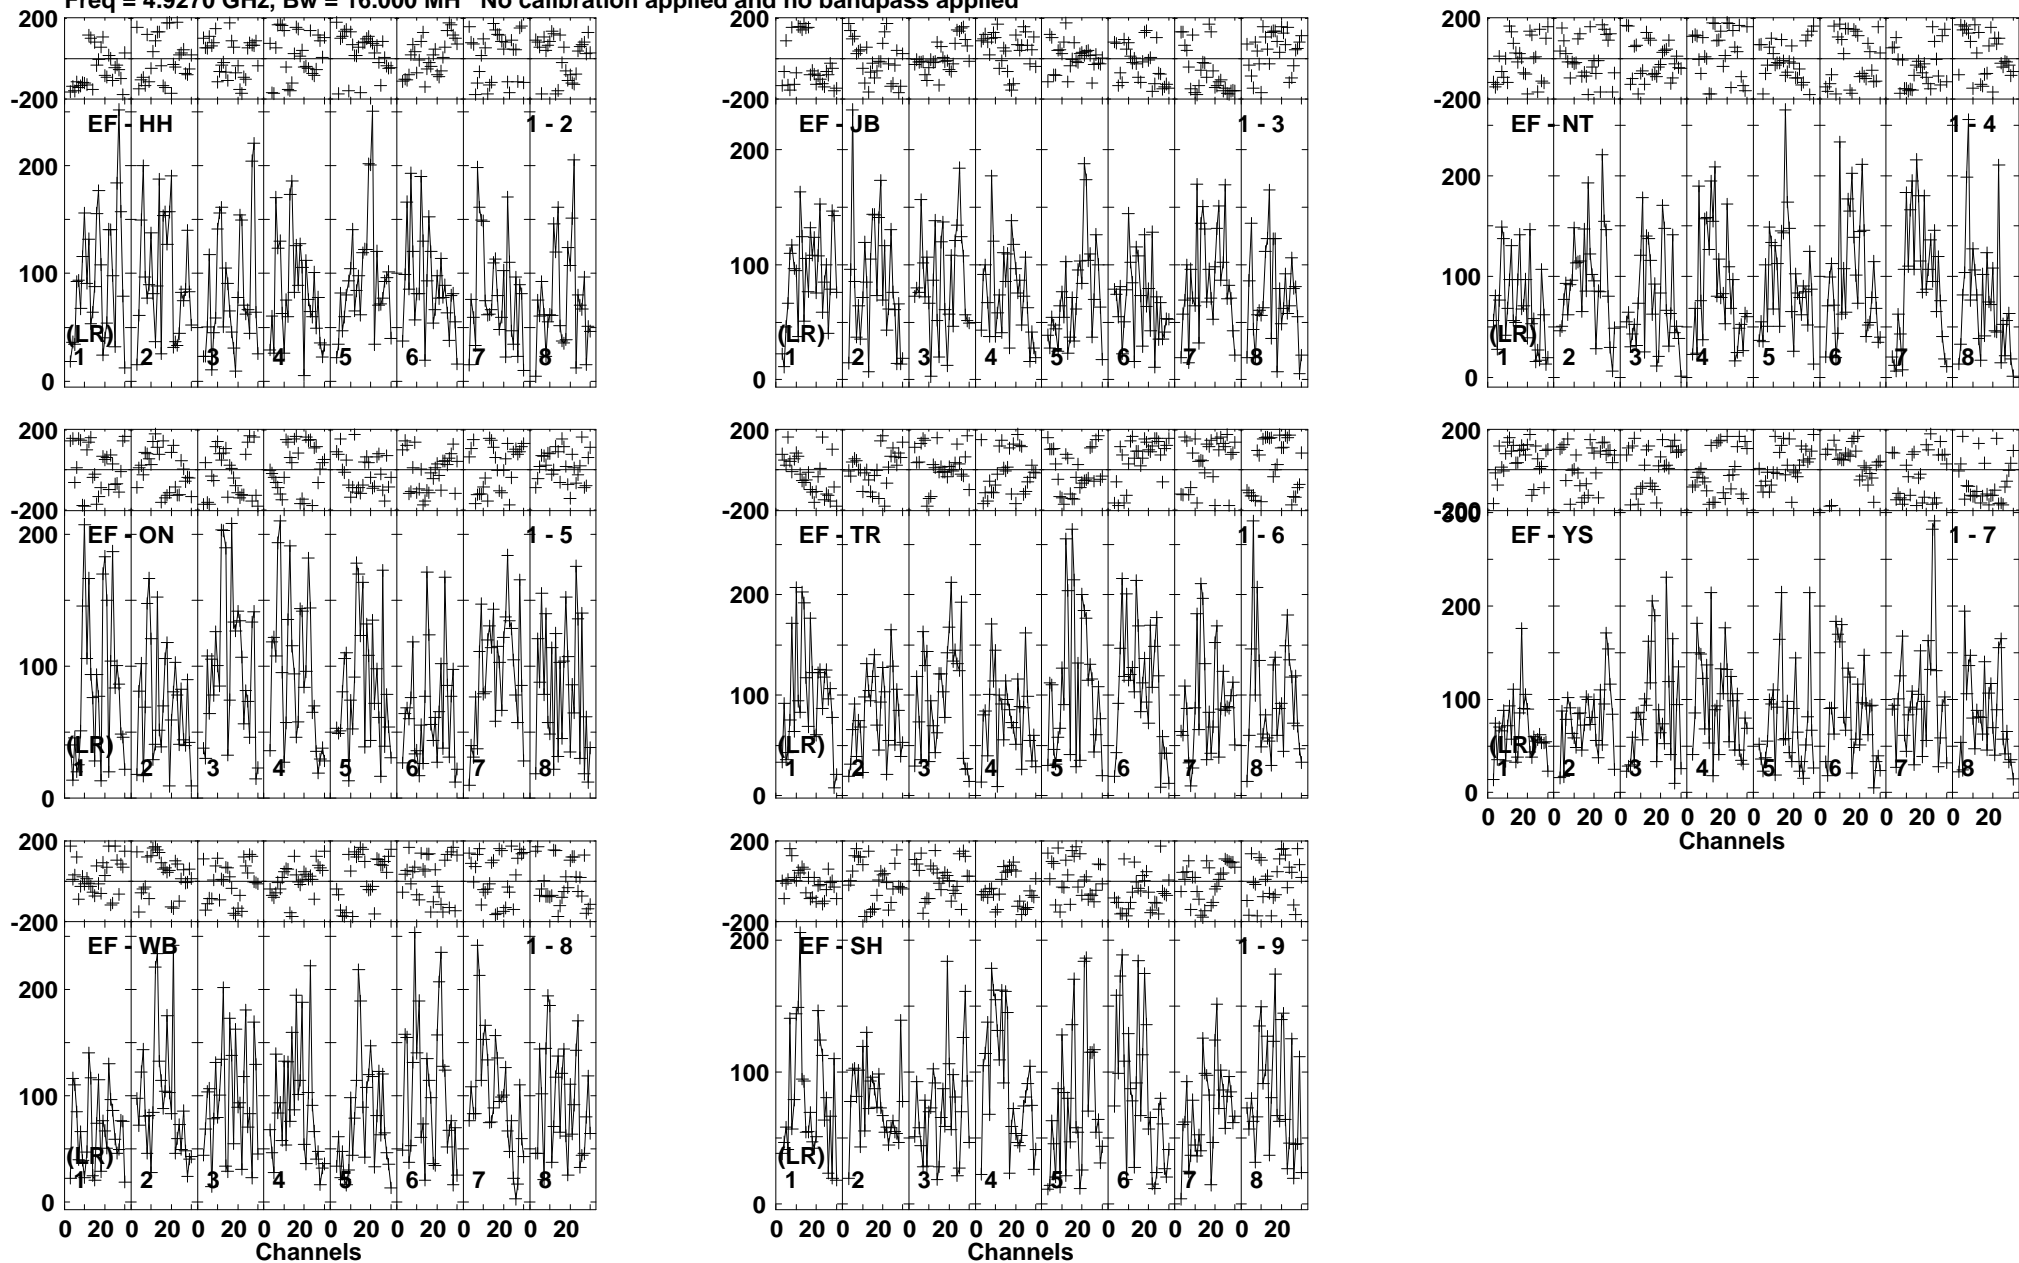 Freq = 4.9270 GHz, Bw = 16.000 MH No calibration applied and no bandpass applied
200
-200
EF - HH 1 - 2
200
100
(LR)
1 2 3 4 5 6 7 8
0
200
-200
EF - JB 1 - 3
200
100
(LR)
1 2 3 4 5 6 7 8
0
200
-200
EF - NT 1 - 4
200
100
(LR)
1 2 3 4 5 6 7 8
0
200
-200
EF - ON 1 - 5
200
100
(LR)
1 2 3 4 5 6 7 8
0
200
-200
EF - TR 1 - 6
200
100
(LR)
1 2 3 4 5 6 7 8
0
200
-200
300
EF - YS 1 - 7
200
100
(LR)
1 2 3 4 5 6 7 8
0
0 20 0 20 0 20 0 20 0 20 0 20 0 20 0 20
Channels
200
-200
EF - WB 1 - 8
200
100
(LR)
1 2 3 4 5 6 7 8
0
0 20 0 20 0 20 0 20 0 20 0 20 0 20 0 20
Channels
200
-200
EF - SH 1 - 9
200
100
(LR)
1 2 3 4 5 6 7 8
0
0 20 0 20 0 20 0 20 0 20 0 20 0 20 0 20
Channels